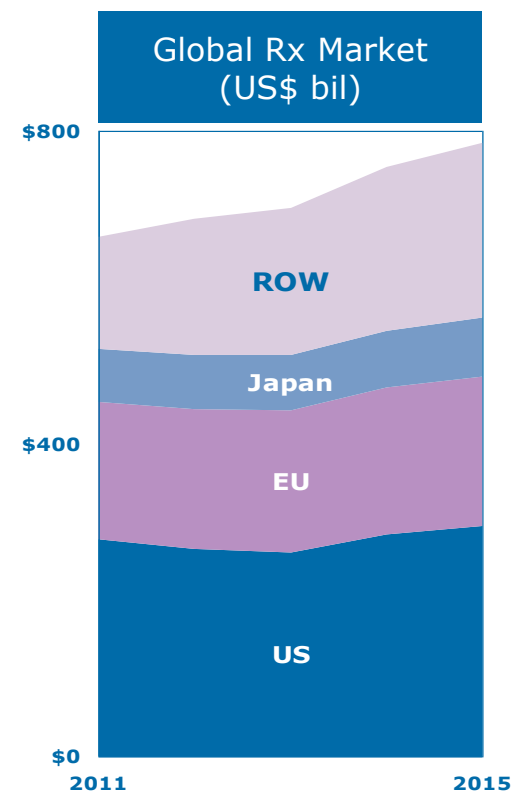 Global Rx Market
(US$ bil)
$800
ROW
Japan
$400
EU
US
$0
2011 2015